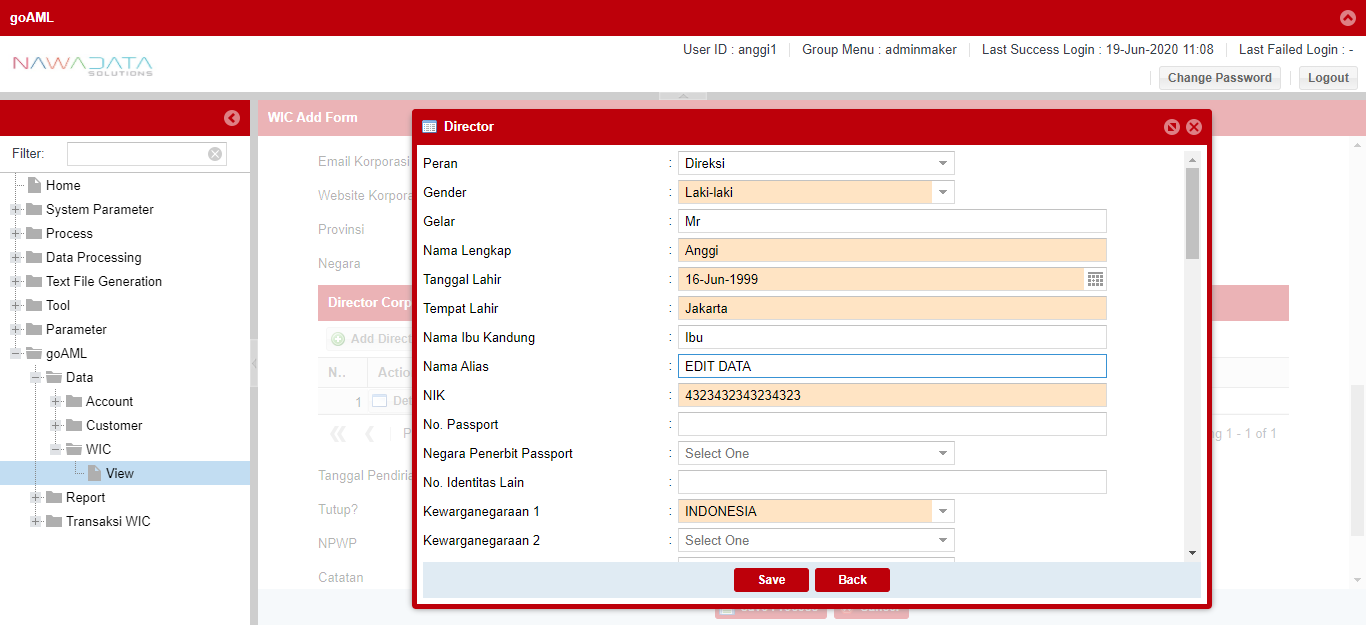 goAML
NAWADATA
SOLUTIONS
User ID : anggi1
Group Menu : adminmaker
Last Success Login : 19-Jun-2020 11:08
Last Failed Login : -
Change Password
Logout
Filter:
Home
System Parameter
Process
Data Processing
Text File Generation
Tool
Parameter
goAML
Data
Account
Customer
WIC
View
Report
Transaksi WIC
WIC Add Form
Email Korporasi
Website Korpora
Provinsi
Negara
Director Corp
Add Direct
N..
Actio
1
Det
P
g 1 - 1 of 1
Tanggal Pendiria
Tutup?
NPWP
Catatan
Director
Peran : Direksi
Gender : Laki-laki
Gelar : Mr
Nama Lengkap : Anggi
Tanggal Lahir : 16-Jun-1999
Tempat Lahir : Jakarta
Nama Ibu Kandung : Ibu
Nama Alias : EDIT DATA
NIK : 4323432343234323
No. Passport :
Negara Penerbit Passport : Select One
No. Identitas Lain :
Kewarganegaraan 1 : INDONESIA
Kewarganegaraan 2 : Select One
Save
Back